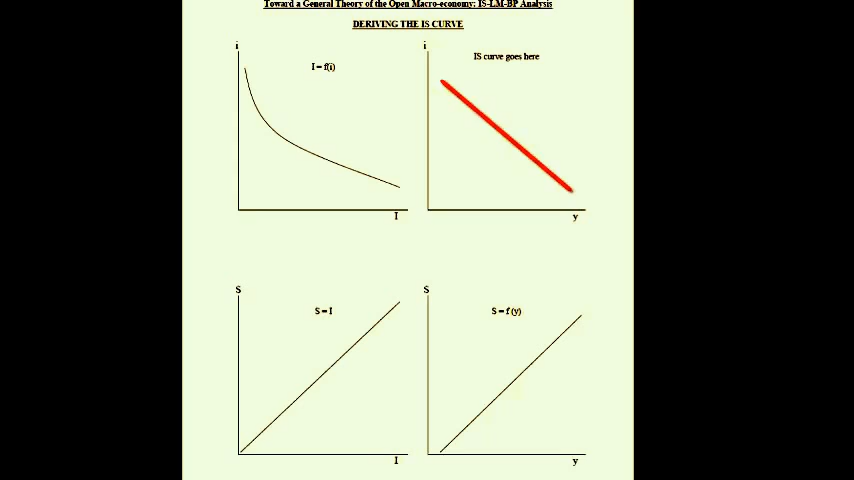 Toward a General Theory of the Open Macro-economy: IS-LM-BP Analysis
DERIVING THE IS CURVE
i
I = f(i)
I
i
IS curve goes here
y
S
S = I
I
S
S = f (y)
y